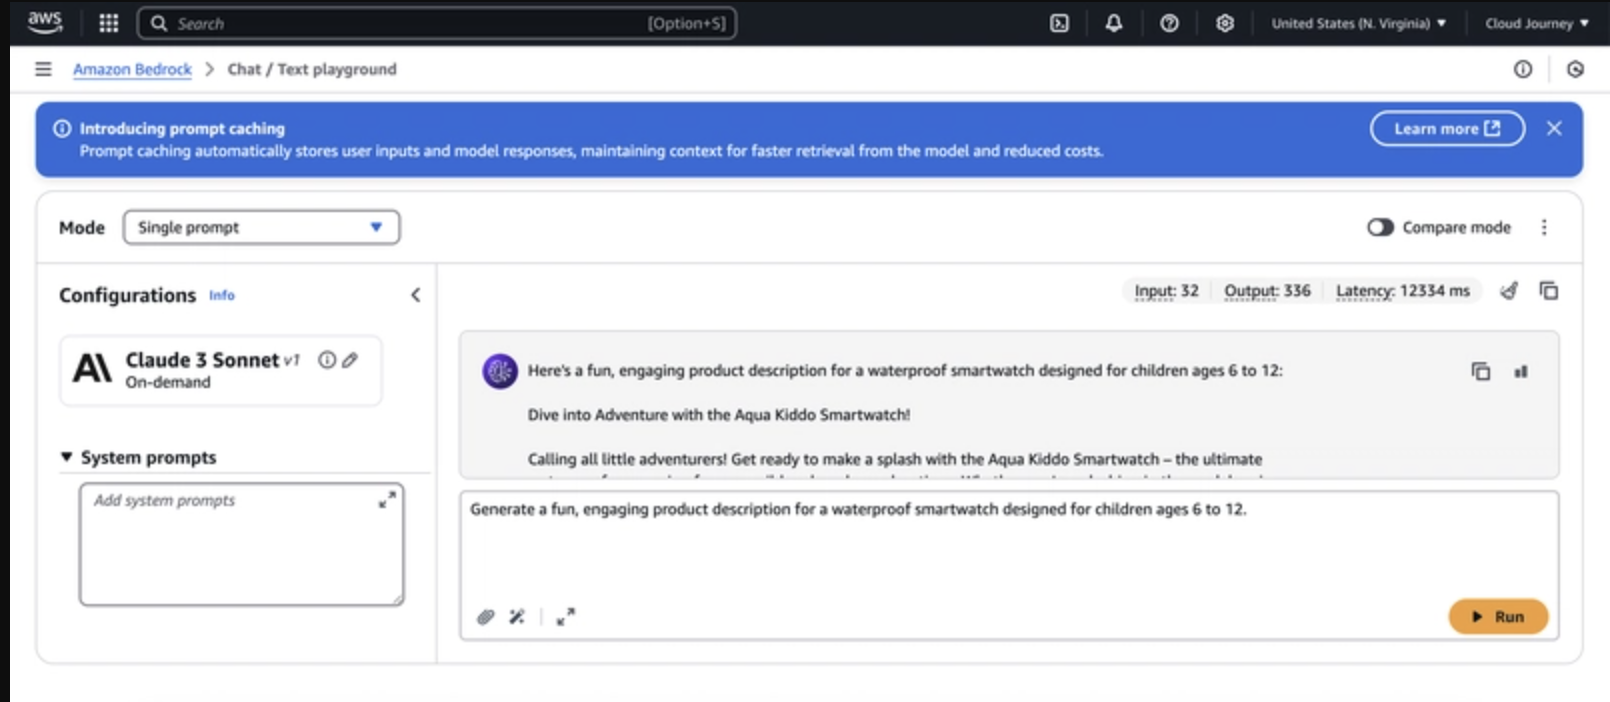 aws
Search [Option+S] United States (N. Virginia) Cloud Journey
Amazon Bedrock > Chat / Text playground
Introducing prompt caching
Learn more
Prompt caching automatically stores user inputs and model responses, maintaining context for faster retrieval from the model and reduced costs.
Mode Single prompt Compare mode
Configurations Info
Input: 32 Output: 336 Latency: 12334 ms
Claude 3 Sonnet v1
On-demand
System prompts
Add system prompts
Here's a fun, engaging product description for a waterproof smartwatch designed for children ages 6 to 12:
Dive into Adventure with the Aqua Kiddo Smartwatch!
Calling all little adventurers! Get ready to make a splash with the Aqua Kiddo Smartwatch – the ultimate
Generate a fun, engaging product description for a waterproof smartwatch designed for children ages 6 to 12.
Run